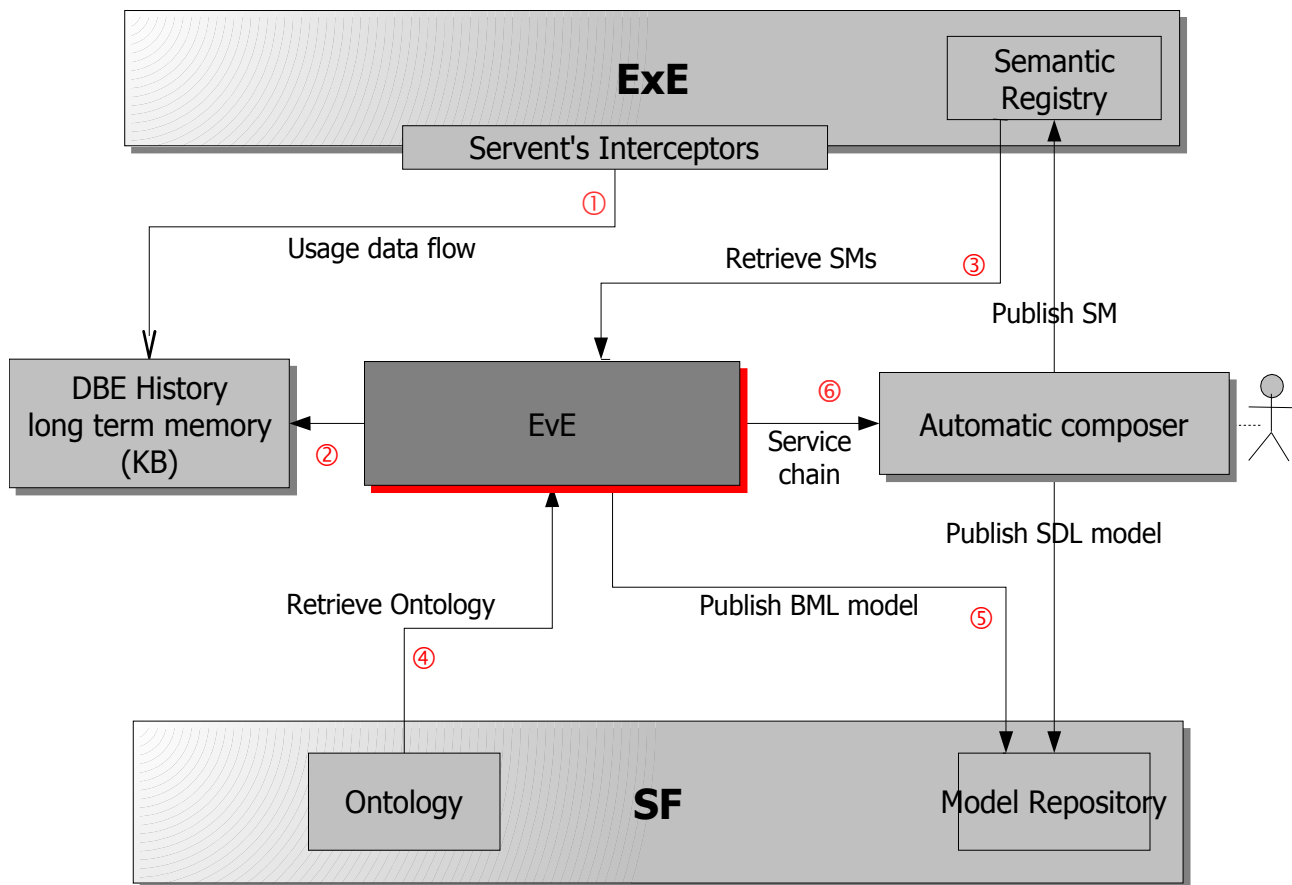 ExE
Semantic
Registry
Servent's Interceptors
①
Usage data flow
Retrieve SMs
③
Publish SM
DBE History
long term memory
(KB)
②
EvE
⑥
Service
chain
Automatic composer
Publish SDL model
Retrieve Ontology
④
Publish BML model
⑤
Ontology
SF
Model Repository